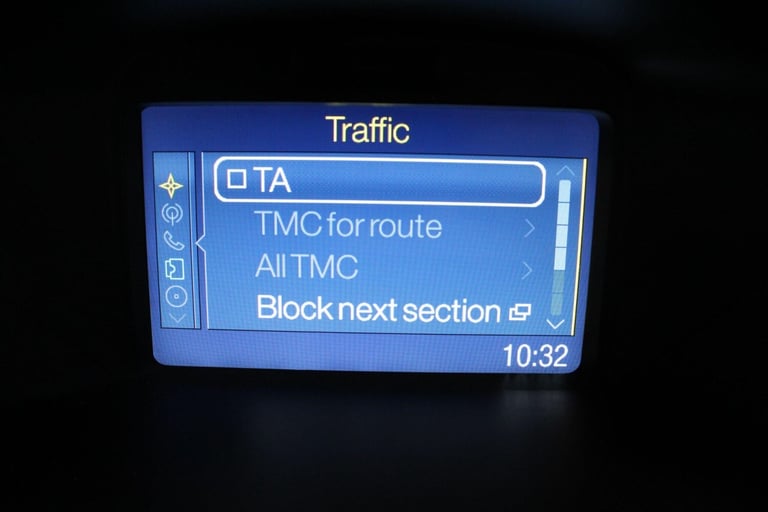 Traffic
TA
TMC for route
All TMC
Block next section
10:32